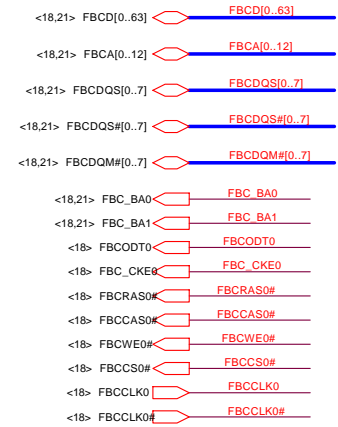 <18,21> FBCD[0..63] FBCD[0..63]
<18,21> FBCA[0..12] FBCA[0..12]
<18,21> FBCDQS[0..7] FBCDQS[0..7]
<18,21> FBCDQS#[0..7] FBCDQS#[0..7]
<18,21> FBCDQM#[0..7] FBCDQM#[0..7]
<18,21> FBC_BA0 FBC_BA0
<18,21> FBC_BA1 FBC_BA1
<18> FBCODT0 FBCODT0
<18> FBC_CKE0 FBC_CKE0
<18> FBCRAS0# FBCRAS0#
<18> FBCCAS0# FBCCAS0#
<18> FBCWE0# FBCWE0#
<18> FBCCS0# FBCCS0#
<18> FBCCLK0 FBCCLK0
<18> FBCCLK0# FBCCLK0#